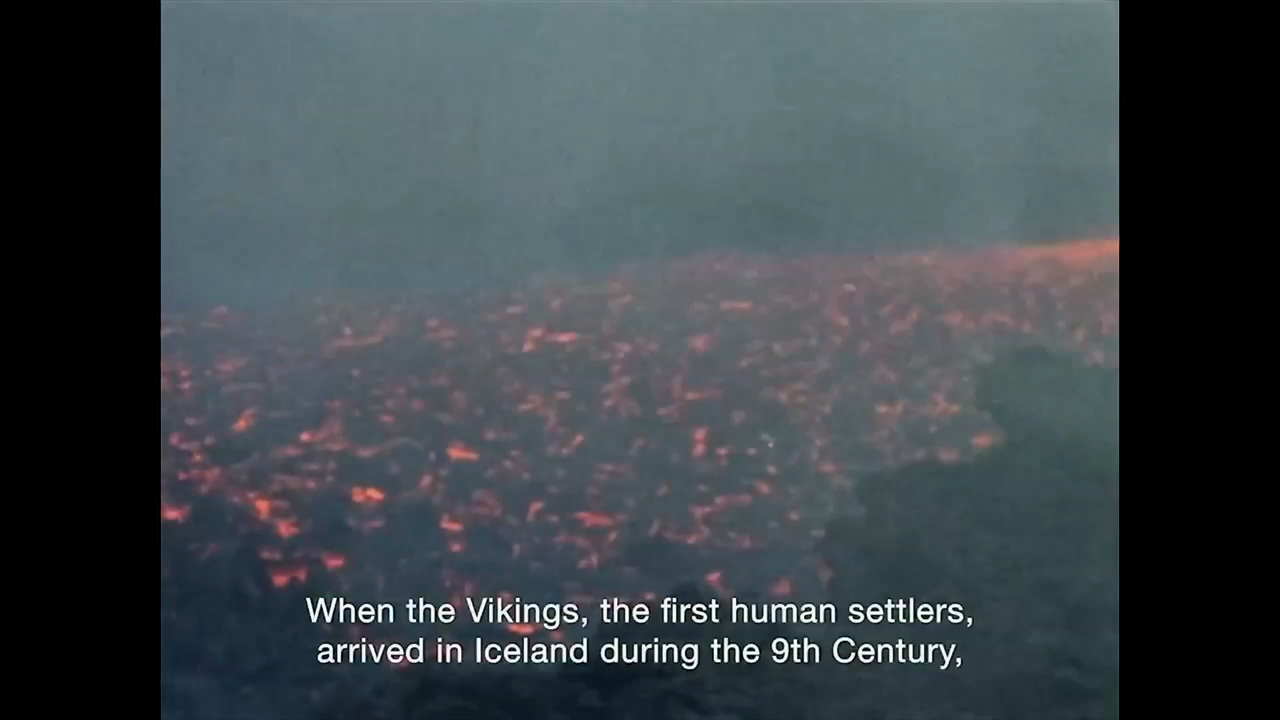 When the Vikings, the first human settlers,
arrived in Iceland during the 9th Century,